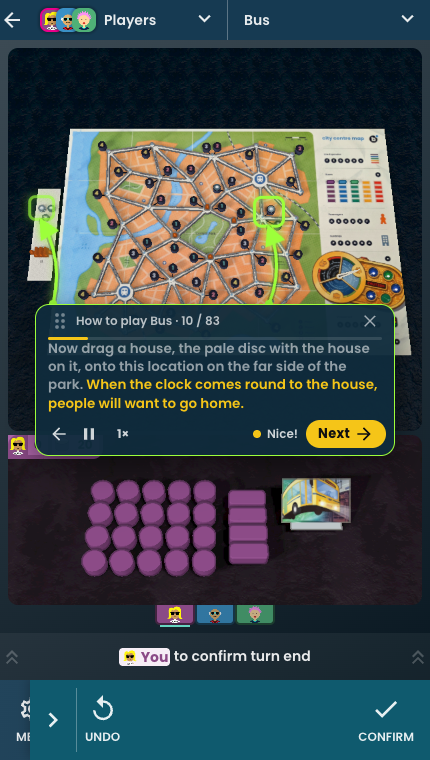 Players
Bus
city centre map
How to play Bus · 10 / 83
Now drag a house, the pale disc with the house
on it, onto this location on the far side of the
park. When the clock comes round to the house,
people will want to go home.
1×
Nice!
Next
You to confirm turn end
ME
UNDO
CONFIRM